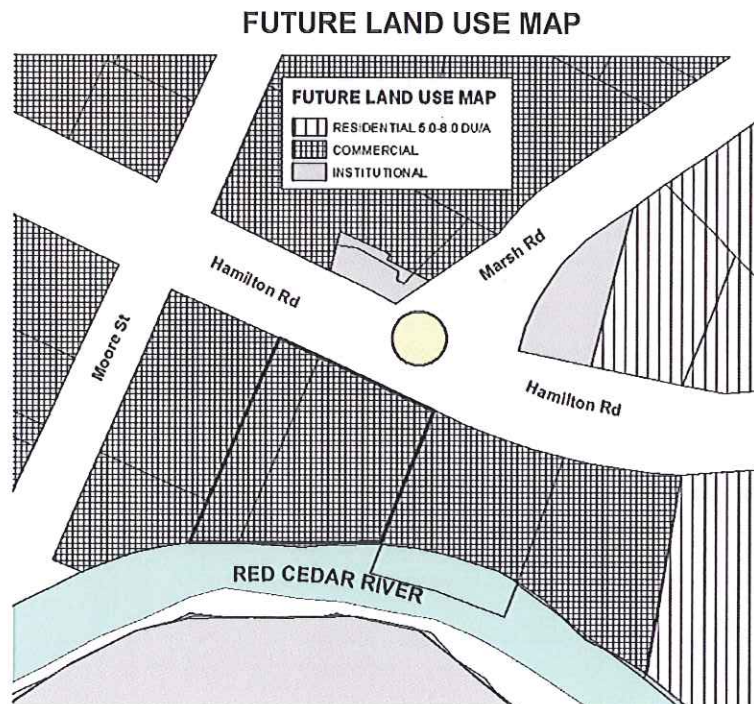 FUTURE LAND USE MAP
FUTURE LAND USE MAP
RESIDENTIAL 5.0-8.0 DU/A
COMMERCIAL
INSTITUTIONAL
Hamilton Rd
Marsh Rd
Moore St
Hamilton Rd
RED CEDAR RIVER